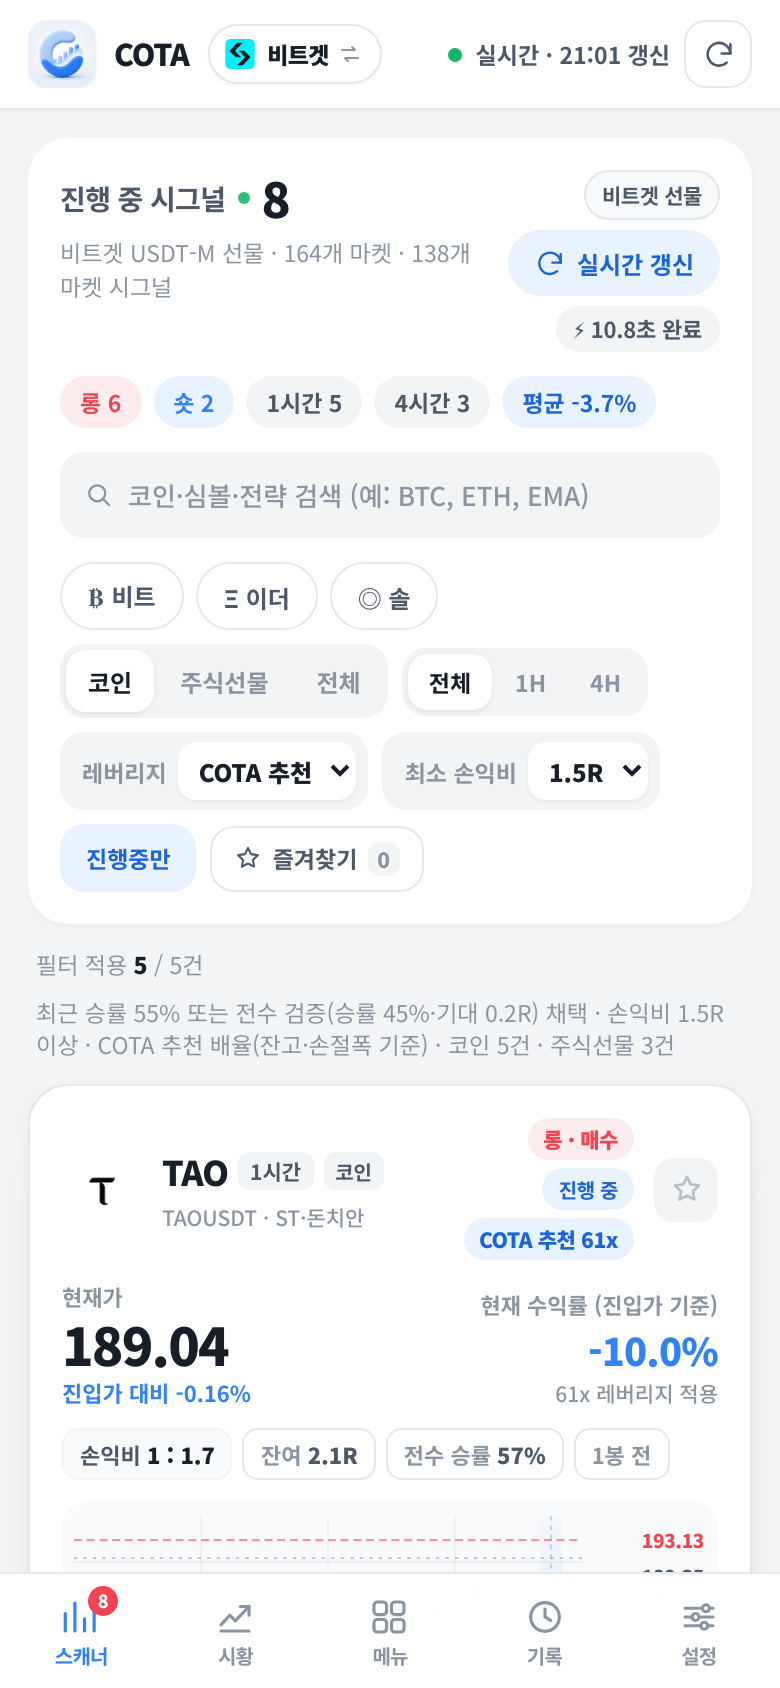 COTA
비트겟
실시간 · 21:01 갱신
진행 중 시그널 8
비트겟 선물
비트겟 USDT-M 선물 · 164개 마켓 · 138개
마켓 시그널
실시간 갱신
⚡ 10.8초 완료
롱 6
숏 2
1시간 5
4시간 3
평균 -3.7%
코인·심볼·전략 검색 (예: BTC, ETH, EMA)
₿ 비트
Ξ 이더
◎ 솔
코인
주식선물
전체
전체
1H
4H
레버리지
COTA 추천
최소 손익비
1.5R
진행중만
즐겨찾기 0
필터 적용 5 / 5건
최근 승률 55% 또는 전수 검증(승률 45%·기대 0.2R) 채택 · 손익비 1.5R
이상 · COTA 추천 배율(잔고·손절폭 기준) · 코인 5건 · 주식선물 3건
롱 · 매수
TAO
1시간
코인
진행 중
TAOUSDT · ST·돈치안
COTA 추천 61x
현재가
현재 수익률 (진입가 기준)
189.04
-10.0%
진입가 대비 -0.16%
61x 레버리지 적용
손익비 1 : 1.7
잔여 2.1R
전수 승률 57%
1봉 전
193.13
8
스캐너
시황
메뉴
기록
설정